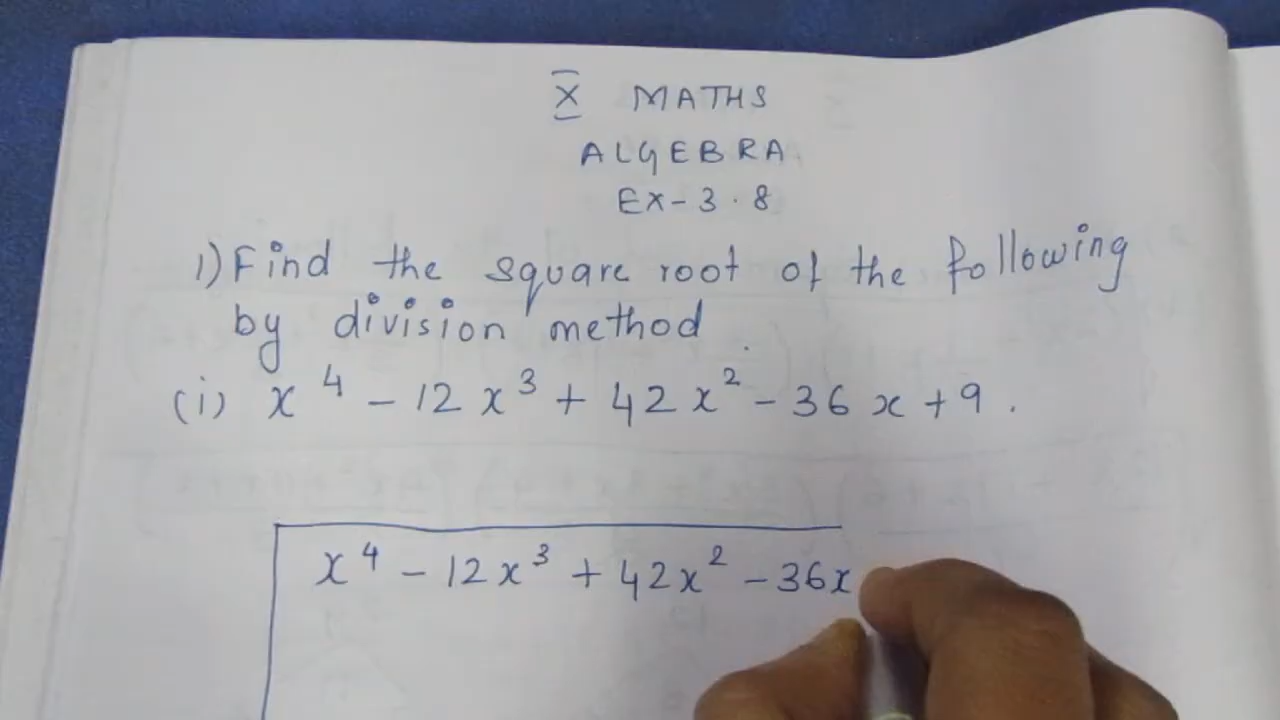 X MATHS
ALGEBRA
EX-3.8
1) Find the square root of the following
by division method.
(i) x⁴ - 12x³ + 42x² - 36x + 9.
x⁴ - 12x³ + 42x² - 36x